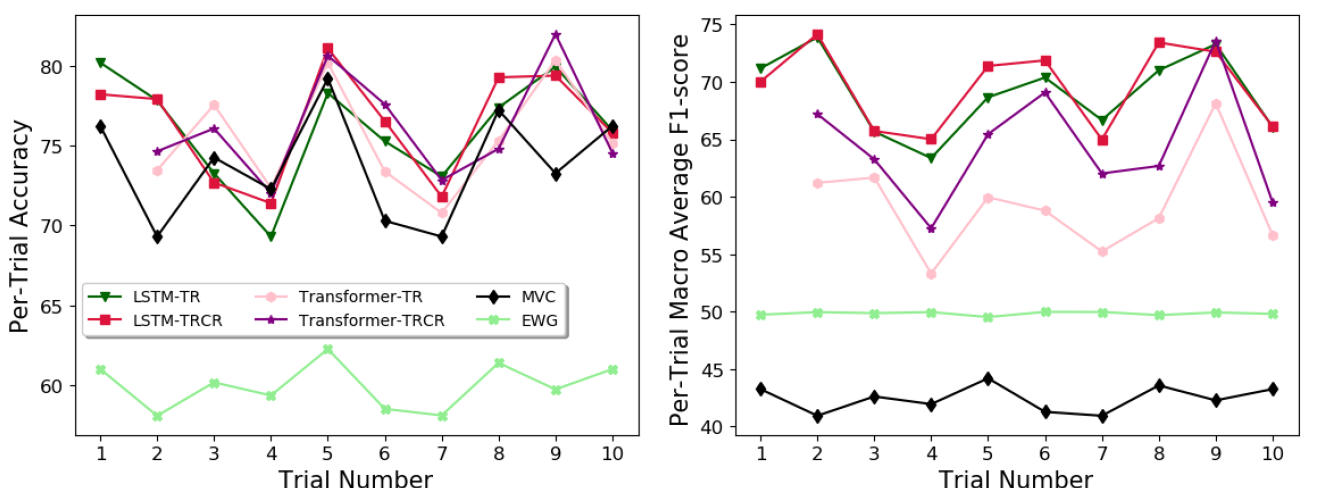 Per-Trial Accuracy
80
75
70
65
60
LSTM-TR
LSTM-TRCR
Transformer-TR
Transformer-TRCR
MVC
EWG
1 2 3 4 5 6 7 8 9 10
Trial Number
Per-Trial Macro Average F1-score
75
70
65
60
55
50
45
40
1 2 3 4 5 6 7 8 9 10
Trial Number